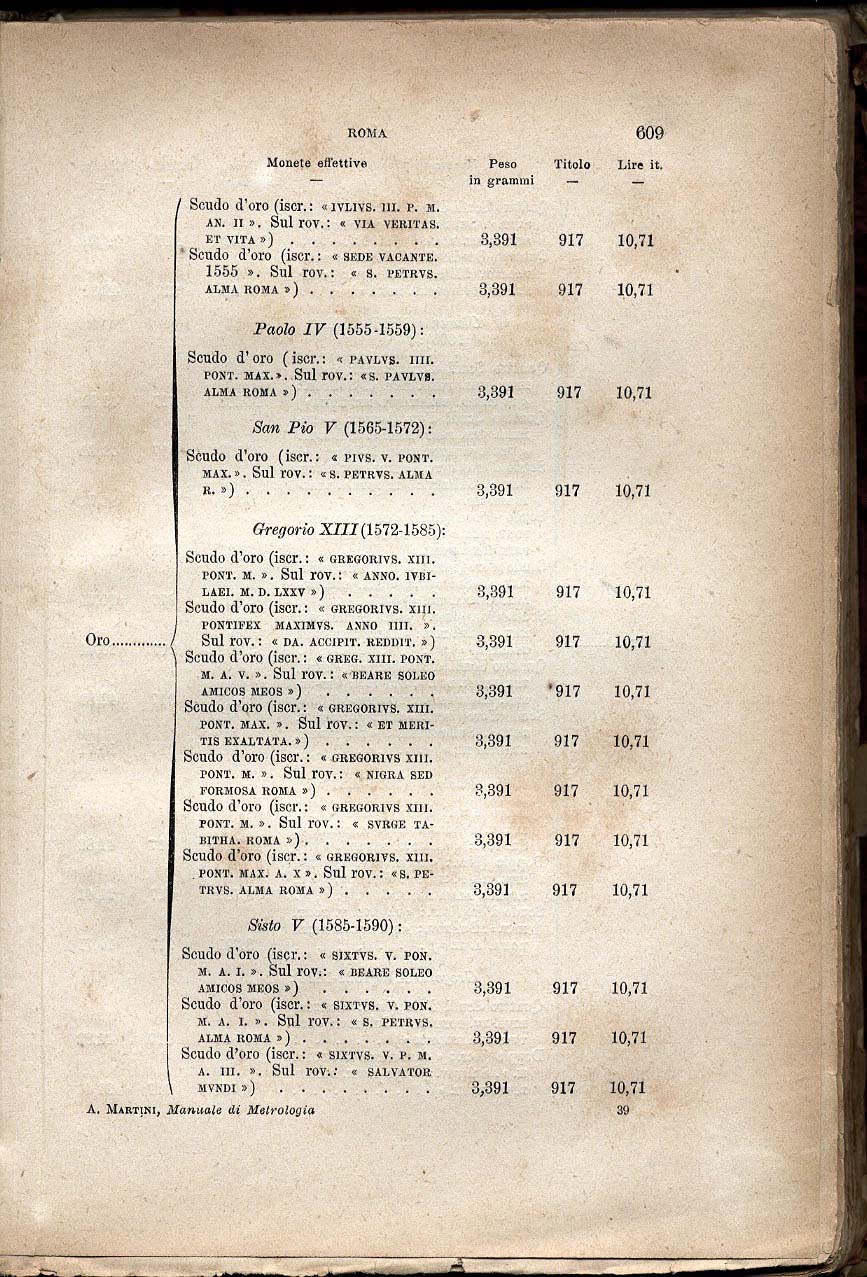 ROMA 609
Monete effettive Peso Titolo Lire it.
— in grammi — —
Scudo d'oro (iscr.: « IVLIVS. III. P. M.
AN. II ». Sul rov.: « VIA VERITAS.
ET VITA ») . . . . . . . . 3,391 917 10,71
Scudo d'oro (iscr.: « SEDE VACANTE.
1555 ». Sul rov.: « S. PETRVS.
ALMA ROMA ») . . . . . . . 3,391 917 10,71
Paolo IV (1555-1559):
Scudo d'oro (iscr.: « PAVLVS. IIII.
PONT. MAX.». Sul rov.: «S. PAVLVS.
ALMA ROMA ») . . . . . . . 3,391 917 10,71
San Pio V (1565-1572):
Scudo d'oro (iscr.: « PIVS. V. PONT.
MAX.». Sul rov.: «S. PETRVS. ALMA
R. ») . . . . . . . . . . 3,391 917 10,71
Gregorio XIII (1572-1585):
Scudo d'oro (iscr.: « GREGORIVS. XIII.
PONT. M. ». Sul rov.: « ANNO. IVBI-
LAEI. M. D. LXXV ») . . . . . 3,391 917 10,71
Scudo d'oro (iscr.: « GREGORIVS. XIII.
PONTIFEX MAXIMVS. ANNO IIII. ».
Oro............. Sul rov.: « DA. ACCIPIT. REDDIT. ») 3,391 917 10,71
Scudo d'oro (iscr.: « GREG. XIII. PONT.
M. A. V. ». Sul rov.: « BEARE SOLEO
AMICOS MEOS ») . . . . . . 3,391 917 10,71
Scudo d'oro (iscr.: « GREGORIVS. XIII.
PONT. MAX. ». Sul rov.: « ET MERI-
TIS EXALTATA. ») . . . . . . 3,391 917 10,71
Scudo d'oro (iscr.: « GREGORIVS XIII.
PONT. M. ». Sul rov.: « NIGRA SED
FORMOSA ROMA ») . . . . . . 3,391 917 10,71
Scudo d'oro (iscr.: « GREGORIVS XIII.
PONT. M. ». Sul rov.: « SVRGE TA-
BITHA. ROMA ») . . . . . . . 3,391 917 10,71
Scudo d'oro (iscr.: « GREGORIVS. XIII.
PONT. MAX. A. X ». Sul rov.: «S. PE-
TRVS. ALMA ROMA ») . . . . . 3,391 917 10,71
Sisto V (1585-1590):
Scudo d'oro (iscr.: « SIXTVS. V. PON.
M. A. I. ». Sul rov.: « BEARE SOLEO
AMICOS MEOS ») . . . . . . 3,391 917 10,71
Scudo d'oro (iscr.: « SIXTVS. V. PON.
M. A. I. ». Sul rov.: « S. PETRVS.
ALMA ROMA ») . . . . . . . 3,391 917 10,71
Scudo d'oro (iscr.: « SIXTVS. V. P. M.
A. III. ». Sul rov.: « SALVATOR
MVNDI ») . . . . . . . . 3,391 917 10,71
A. MARTINI, Manuale di Metrologia 39